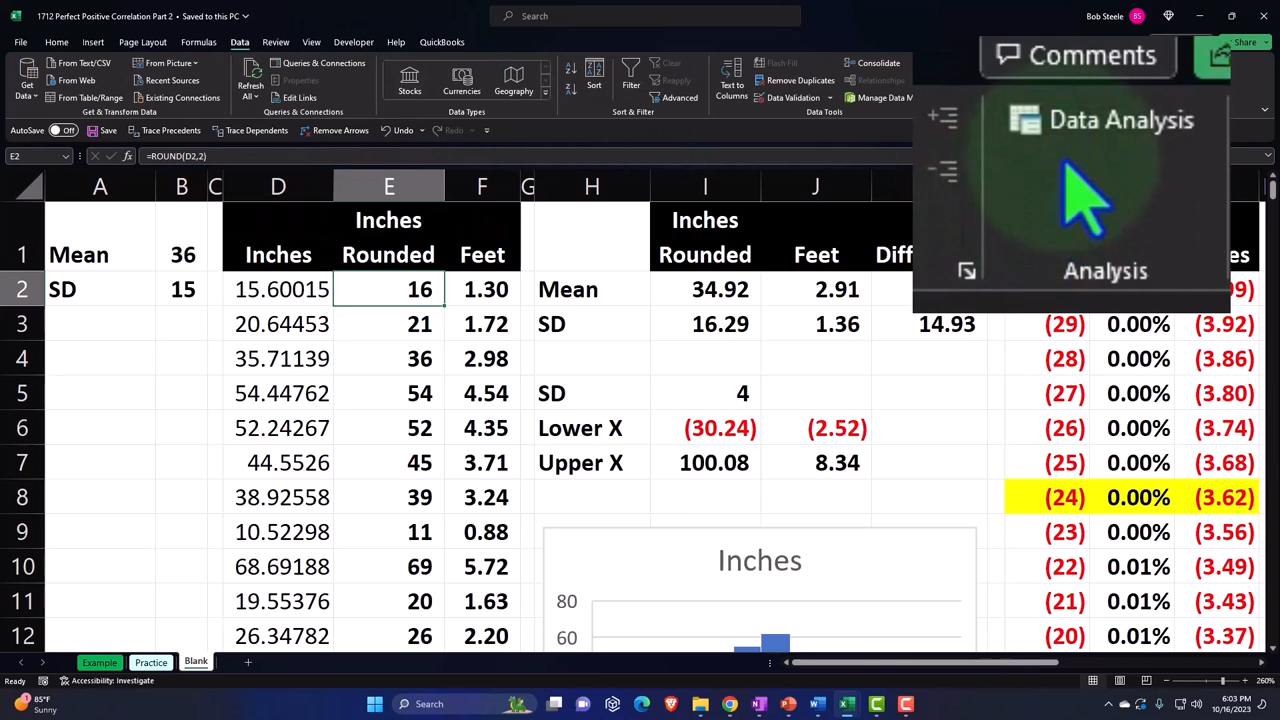 1712 Perfect Positive Correlation Part 2 • Saved to this PC
Search
Bob Steele BS
File Home Insert Page Layout Formulas Data Review View Developer Help QuickBooks
Comments
Share
Get Data
From Text/CSV
From Web
From Table/Range
From Picture
Recent Sources
Existing Connections
Get & Transform Data
Refresh All
Queries & Connections
Properties
Edit Links
Queries & Connections
Stocks
Currencies
Geography
Data Types
Sort
Filter
Clear
Reapply
Advanced
Sort & Filter
Text to Columns
Flash Fill
Remove Duplicates
Data Validation
Data Tools
Consolidate
Relationships
Manage Data M
Data Analysis
Analysis
AutoSave Off Save Trace Precedents Trace Dependents Remove Arrows Undo Redo
E2 fx =ROUND(D2,2)
A B C D E F G H I J
1 Mean 36 Inches Inches Rounded Feet Inches Rounded Feet Diff es
2 SD 15 15.60015 16 1.30 Mean 34.92 2.91
3 20.64453 21 1.72 SD 16.29 1.36 14.93 (29) 0.00% (3.92)
4 35.71139 36 2.98 (28) 0.00% (3.86)
5 54.44762 54 4.54 SD 4 (27) 0.00% (3.80)
6 52.24267 52 4.35 Lower X (30.24) (2.52) (26) 0.00% (3.74)
7 44.5526 45 3.71 Upper X 100.08 8.34 (25) 0.00% (3.68)
8 38.92558 39 3.24 (24) 0.00% (3.62)
9 10.52298 11 0.88 (23) 0.00% (3.56)
10 68.69188 69 5.72 Inches (22) 0.01% (3.49)
11 19.55376 20 1.63 80 (21) 0.01% (3.43)
12 26.34782 26 2.20 60 (20) 0.01% (3.37)
Example Practice Blank
Ready Accessibility: Investigate 260%
85°F
Sunny
Search
6:03 PM
10/16/2023